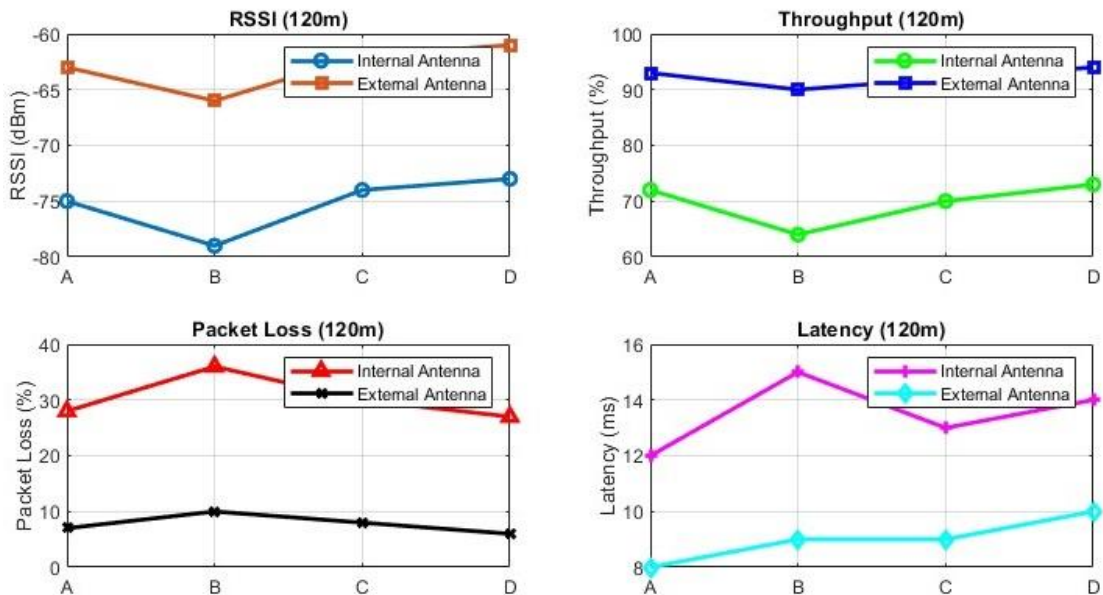 RSSI (120m)
-60
-65
-70
-75
-80
RSSI (dBm)
A B C D
Internal Antenna
External Antenna
Throughput (120m)
100
90
80
70
60
Throughput (%)
A B C D
Internal Antenna
External Antenna
Packet Loss (120m)
40
30
20
10
0
Packet Loss (%)
A B C D
Internal Antenna
External Antenna
Latency (120m)
16
14
12
10
8
Latency (ms)
A B C D
Internal Antenna
External Antenna